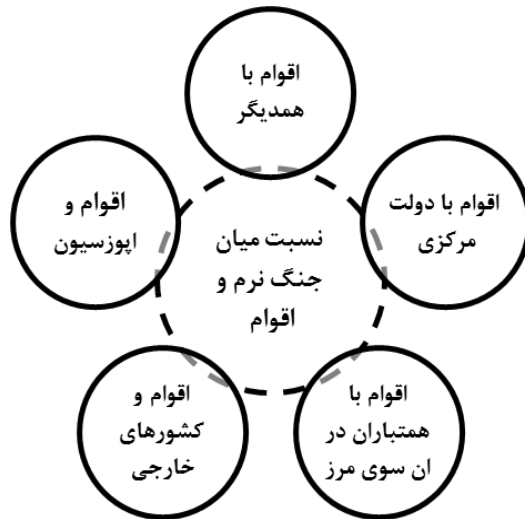 اقوام با
همدیگر
اقوام با دولت
مرکزی
اقوام با
همتباران در
ان سوی مرز
اقوام و
کشورهای
خارجی
اقوام و
اپوزسیون
نسبت میان
جنگ نرم و
اقوام